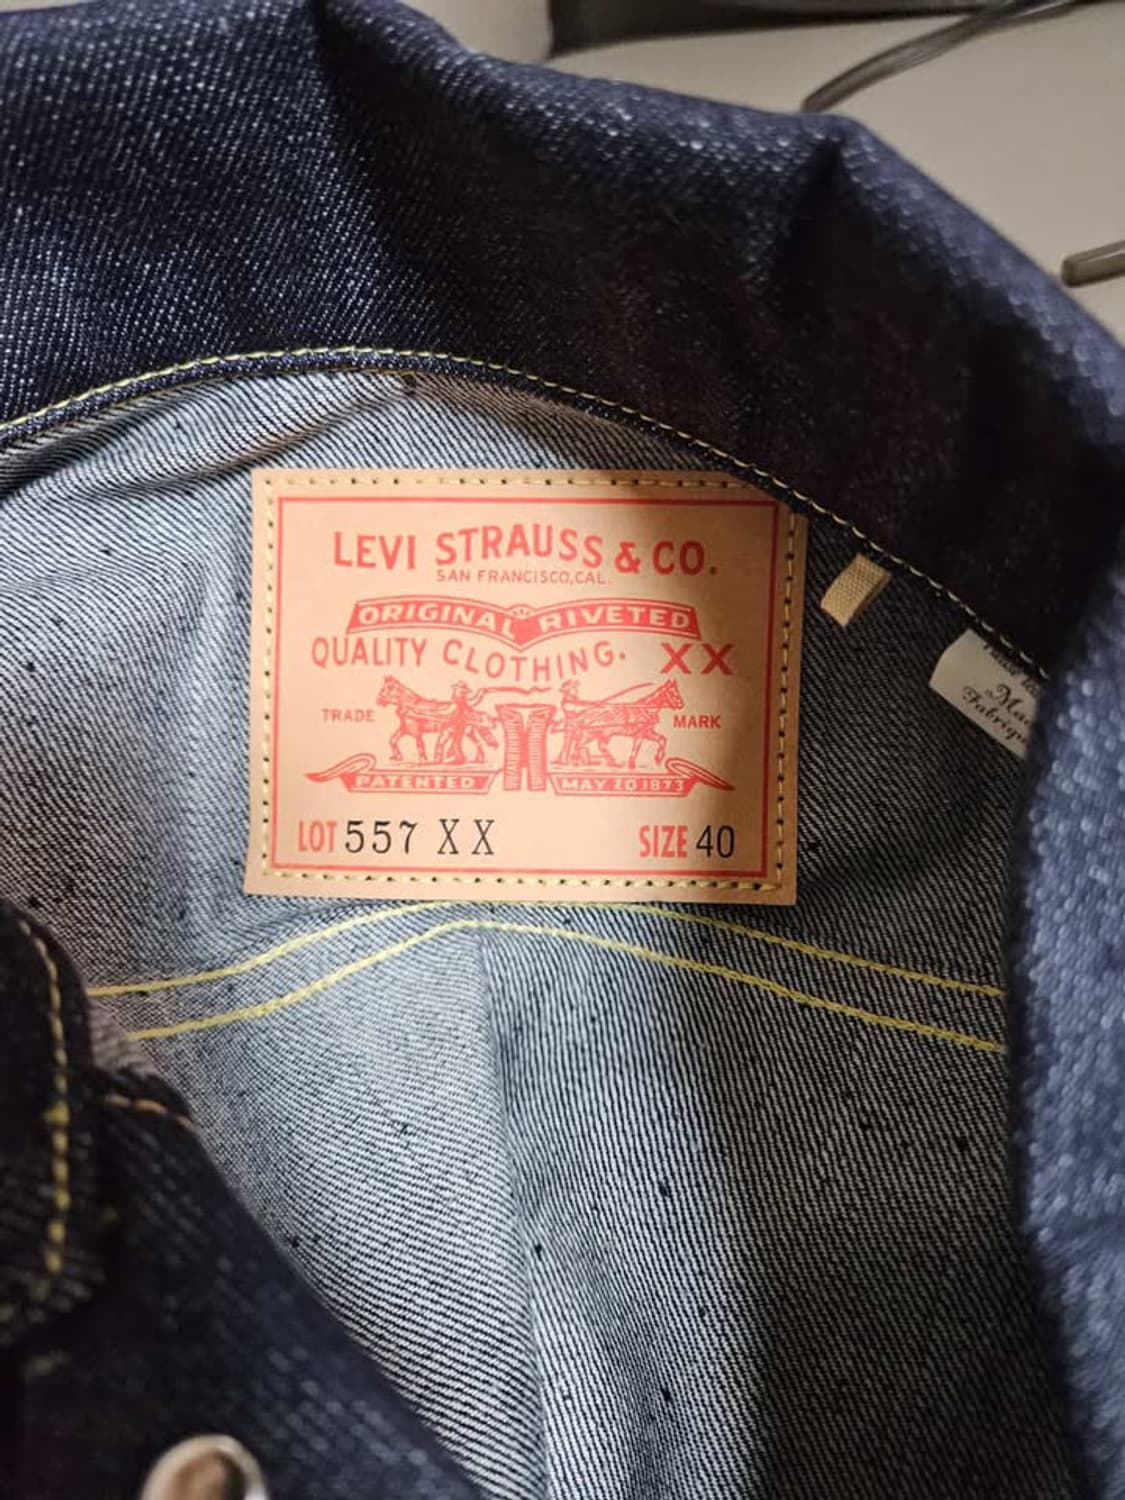 LEVI STRAUSS & CO.
SAN FRANCISCO, CAL.
ORIGINAL RIVETED
QUALITY CLOTHING. XX
TRADE MARK
PATENTED MAY 20 1873
LOT 557 XX SIZE 40